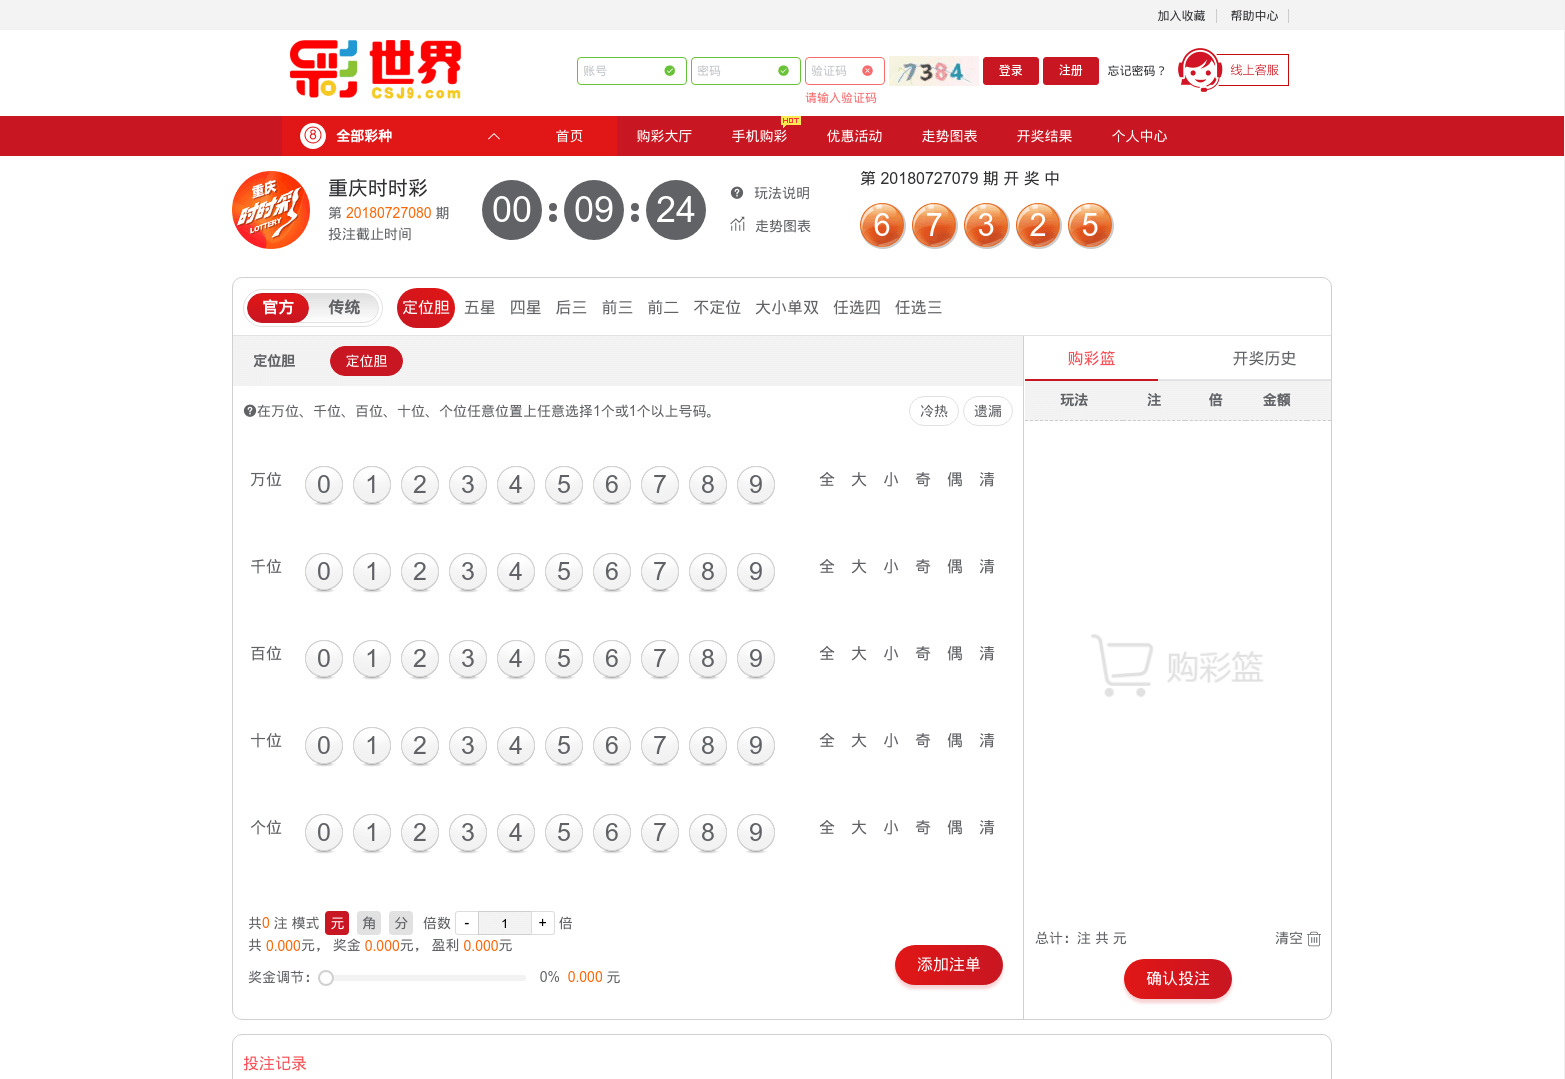 加入收藏 帮助中心
彩世界
CSJ9.com
账号 密码 验证码 7384 登录 注册 忘记密码？ 线上客服
请输入验证码
8 全部彩种 首页 购彩大厅 手机购彩 HOT 优惠活动 走势图表 开奖结果 个人中心
重庆时时彩 LOTTERY
重庆时时彩
第 20180727080 期
投注截止时间
00:09:24
玩法说明
走势图表
第 20180727079 期 开 奖 中
6 7 3 2 5
官方 传统 定位胆 五星 四星 后三 前三 前二 不定位 大小单双 任选四 任选三
定位胆 定位胆
在万位、千位、百位、十位、个位任意位置上任意选择1个或1个以上号码。 冷热 遗漏
万位 0 1 2 3 4 5 6 7 8 9 全 大 小 奇 偶 清
千位 0 1 2 3 4 5 6 7 8 9 全 大 小 奇 偶 清
百位 0 1 2 3 4 5 6 7 8 9 全 大 小 奇 偶 清
十位 0 1 2 3 4 5 6 7 8 9 全 大 小 奇 偶 清
个位 0 1 2 3 4 5 6 7 8 9 全 大 小 奇 偶 清
共0 注 模式 元 角 分 倍数 - 1 + 倍
共 0.000元， 奖金 0.000元， 盈利 0.000元
奖金调节： 0% 0.000 元
添加注单
购彩篮 开奖历史
玩法 注 倍 金额
购彩篮
总计：注 共 元 清空
确认投注
投注记录